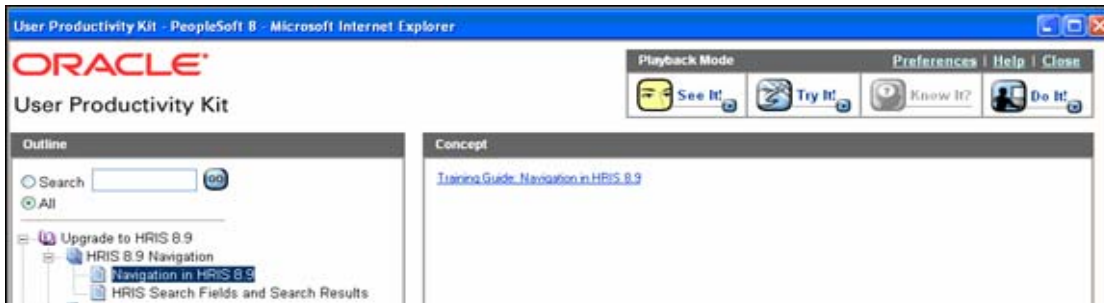 User Productivity Kit - PeopleSoft 8 - Microsoft Internet Explorer
ORACLE
User Productivity Kit
Playback Mode
Preferences | Help | Close
See It!
Try It!
Know It?
Do It!
Outline
Search
GO
All
Upgrade to HRIS 8.9
HRIS 8.9 Navigation
Navigation in HRIS 8.9
HRIS Search Fields and Search Results
Concept
Training Guide: Navigation in HRIS 8.9